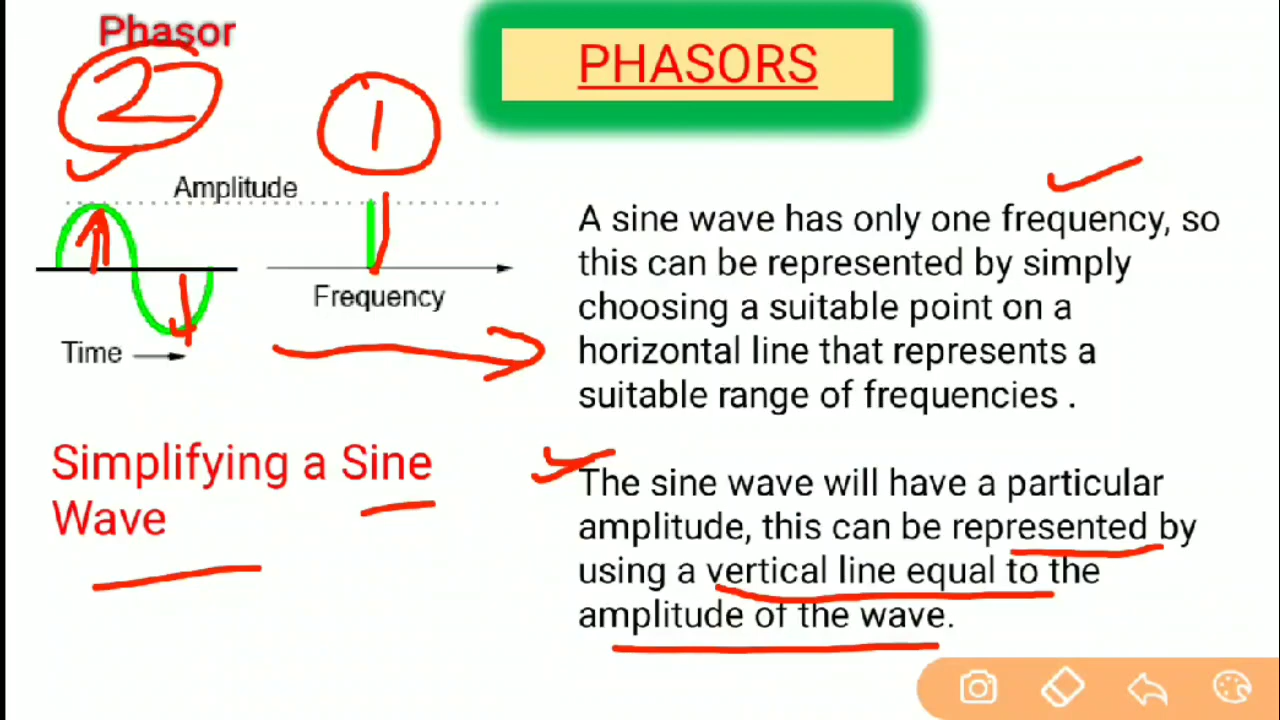 Phasor
2
1
PHASORS
Amplitude
Frequency
Time
A sine wave has only one frequency, so
this can be represented by simply
choosing a suitable point on a
horizontal line that represents a
suitable range of frequencies .
Simplifying a Sine
Wave
The sine wave will have a particular
amplitude, this can be represented by
using a vertical line equal to the
amplitude of the wave.